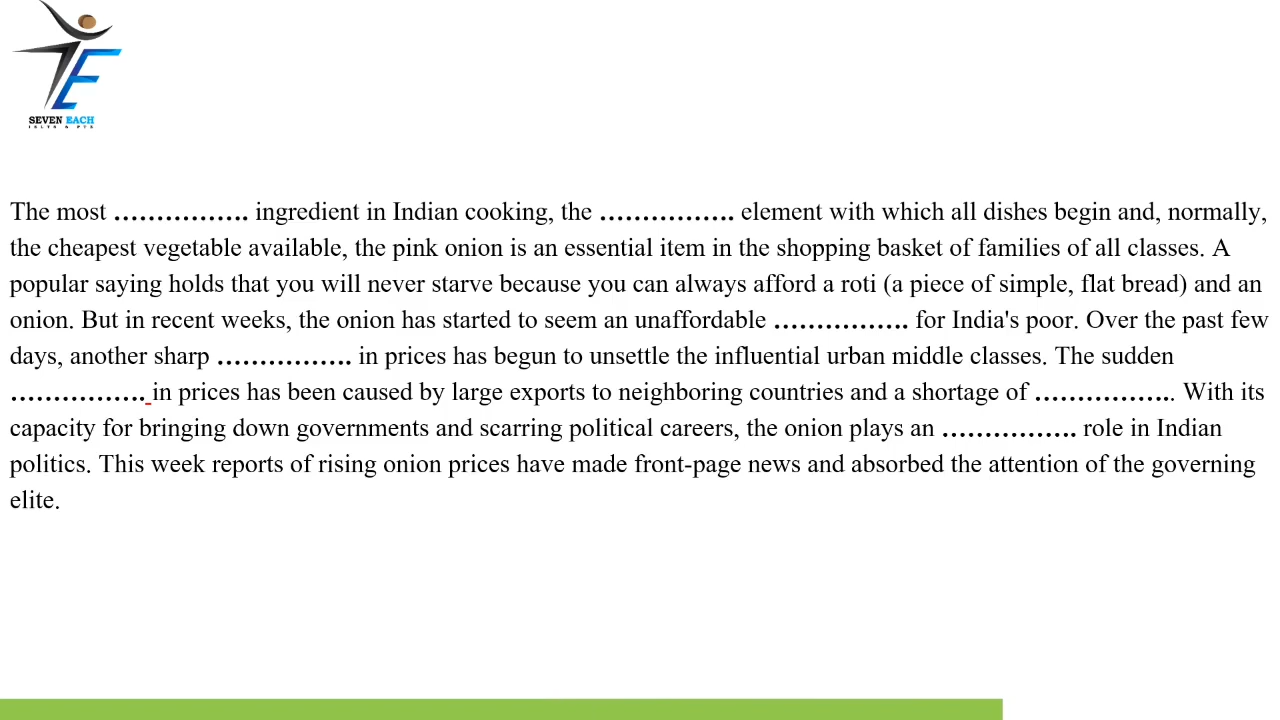 SEVEN EACH
IELTS & PTE
The most ……………. ingredient in Indian cooking, the ……………. element with which all dishes begin and, normally,
the cheapest vegetable available, the pink onion is an essential item in the shopping basket of families of all classes. A
popular saying holds that you will never starve because you can always afford a roti (a piece of simple, flat bread) and an
onion. But in recent weeks, the onion has started to seem an unaffordable ……………. for India's poor. Over the past few
days, another sharp ……………. in prices has begun to unsettle the influential urban middle classes. The sudden
……………. in prices has been caused by large exports to neighboring countries and a shortage of …………….. With its
capacity for bringing down governments and scarring political careers, the onion plays an ……………. role in Indian
politics. This week reports of rising onion prices have made front-page news and absorbed the attention of the governing
elite.